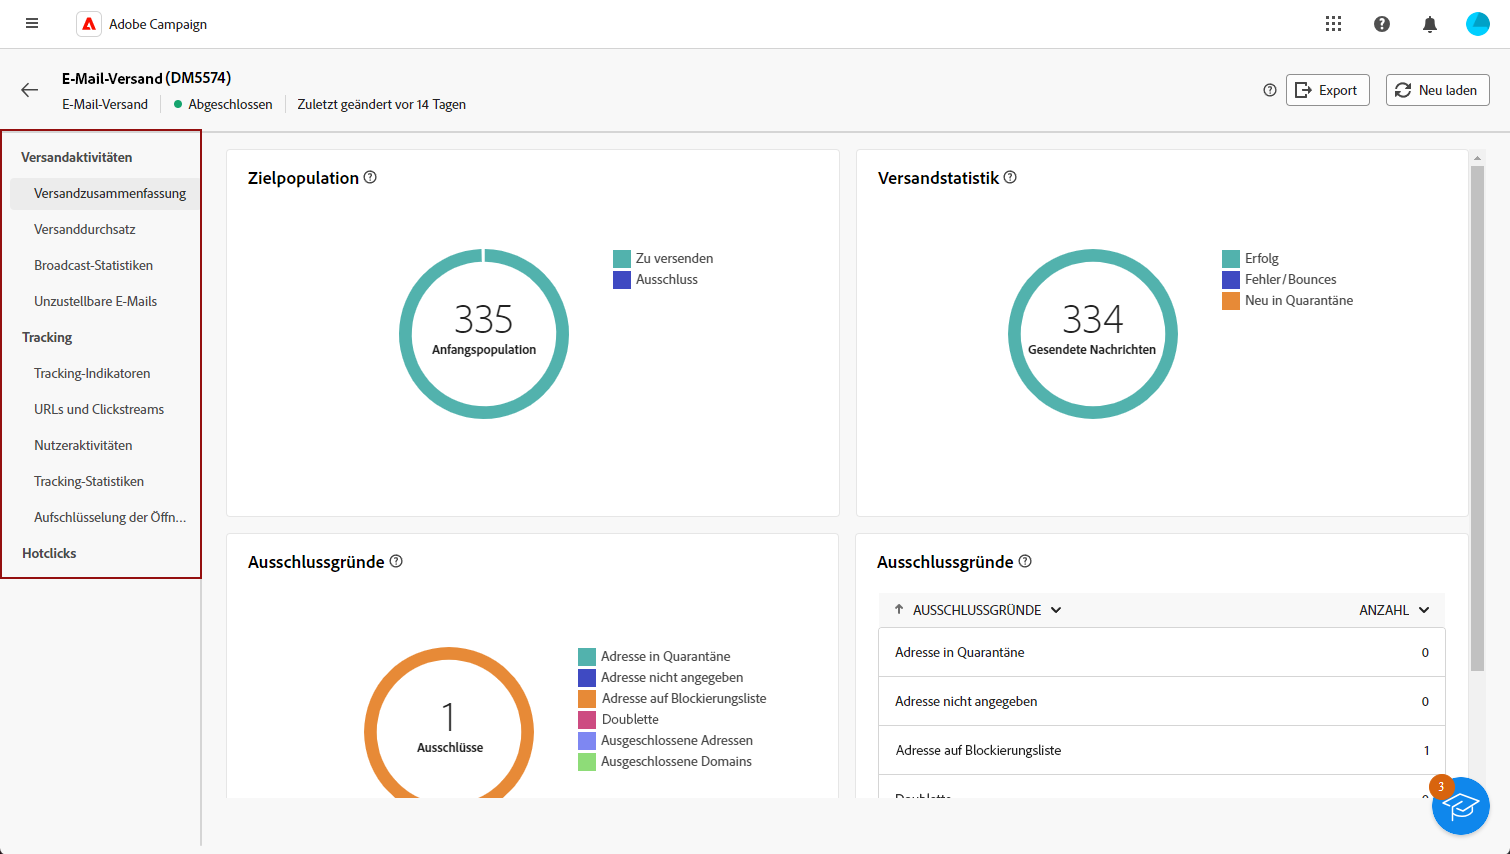 Adobe Campaign
E-Mail-Versand (DM5574)
E-Mail-Versand
Abgeschlossen
Zuletzt geändert vor 14 Tagen
Export
Neu laden
Versandaktivitäten
Versandzusammenfassung
Versanddurchsatz
Broadcast-Statistiken
Unzustellbare E-Mails
Tracking
Tracking-Indikatoren
URLs und Clickstreams
Nutzeraktivitäten
Tracking-Statistiken
Aufschlüsselung der Öffn...
Hotclicks
Zielpopulation
335
Anfangspopulation
Zu versenden
Ausschluss
Versandstatistik
334
Gesendete Nachrichten
Erfolg
Fehler/Bounces
Neu in Quarantäne
Ausschlussgründe
1
Ausschlüsse
Adresse in Quarantäne
Adresse nicht angegeben
Adresse auf Blockierungsliste
Doublette
Ausgeschlossene Adressen
Ausgeschlossene Domains
Ausschlussgründe
AUSSCHLUSSGRÜNDE ANZAHL
Adresse in Quarantäne 0
Adresse nicht angegeben 0
Adresse auf Blockierungsliste 1
Doublette
3